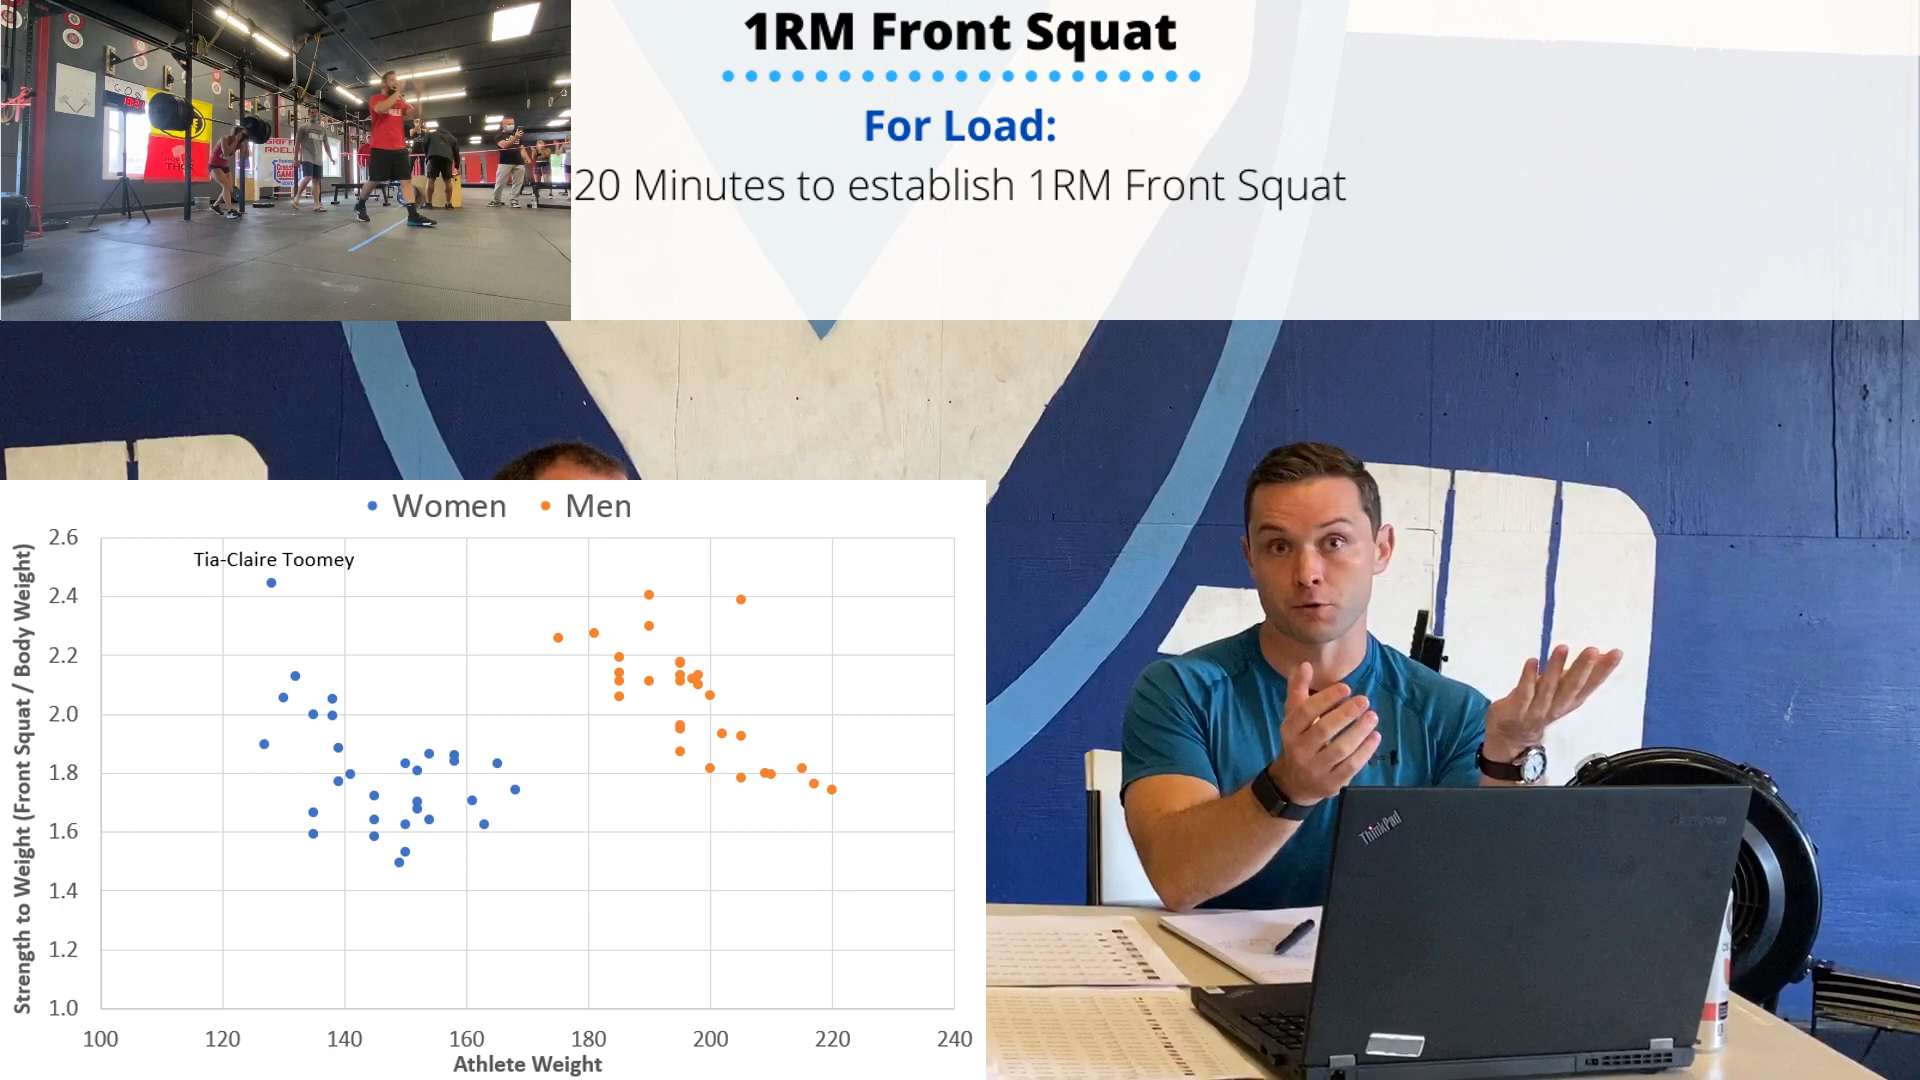 1RM Front Squat
For Load:
20 Minutes to establish 1RM Front Squat
Women
Men
Tia-Claire Toomey
Strength to Weight (Front Squat / Body Weight)
2.6
2.4
2.2
2.0
1.8
1.6
1.4
1.2
1.0
100
120
140
160
180
200
220
240
Athlete Weight
ThinkPad